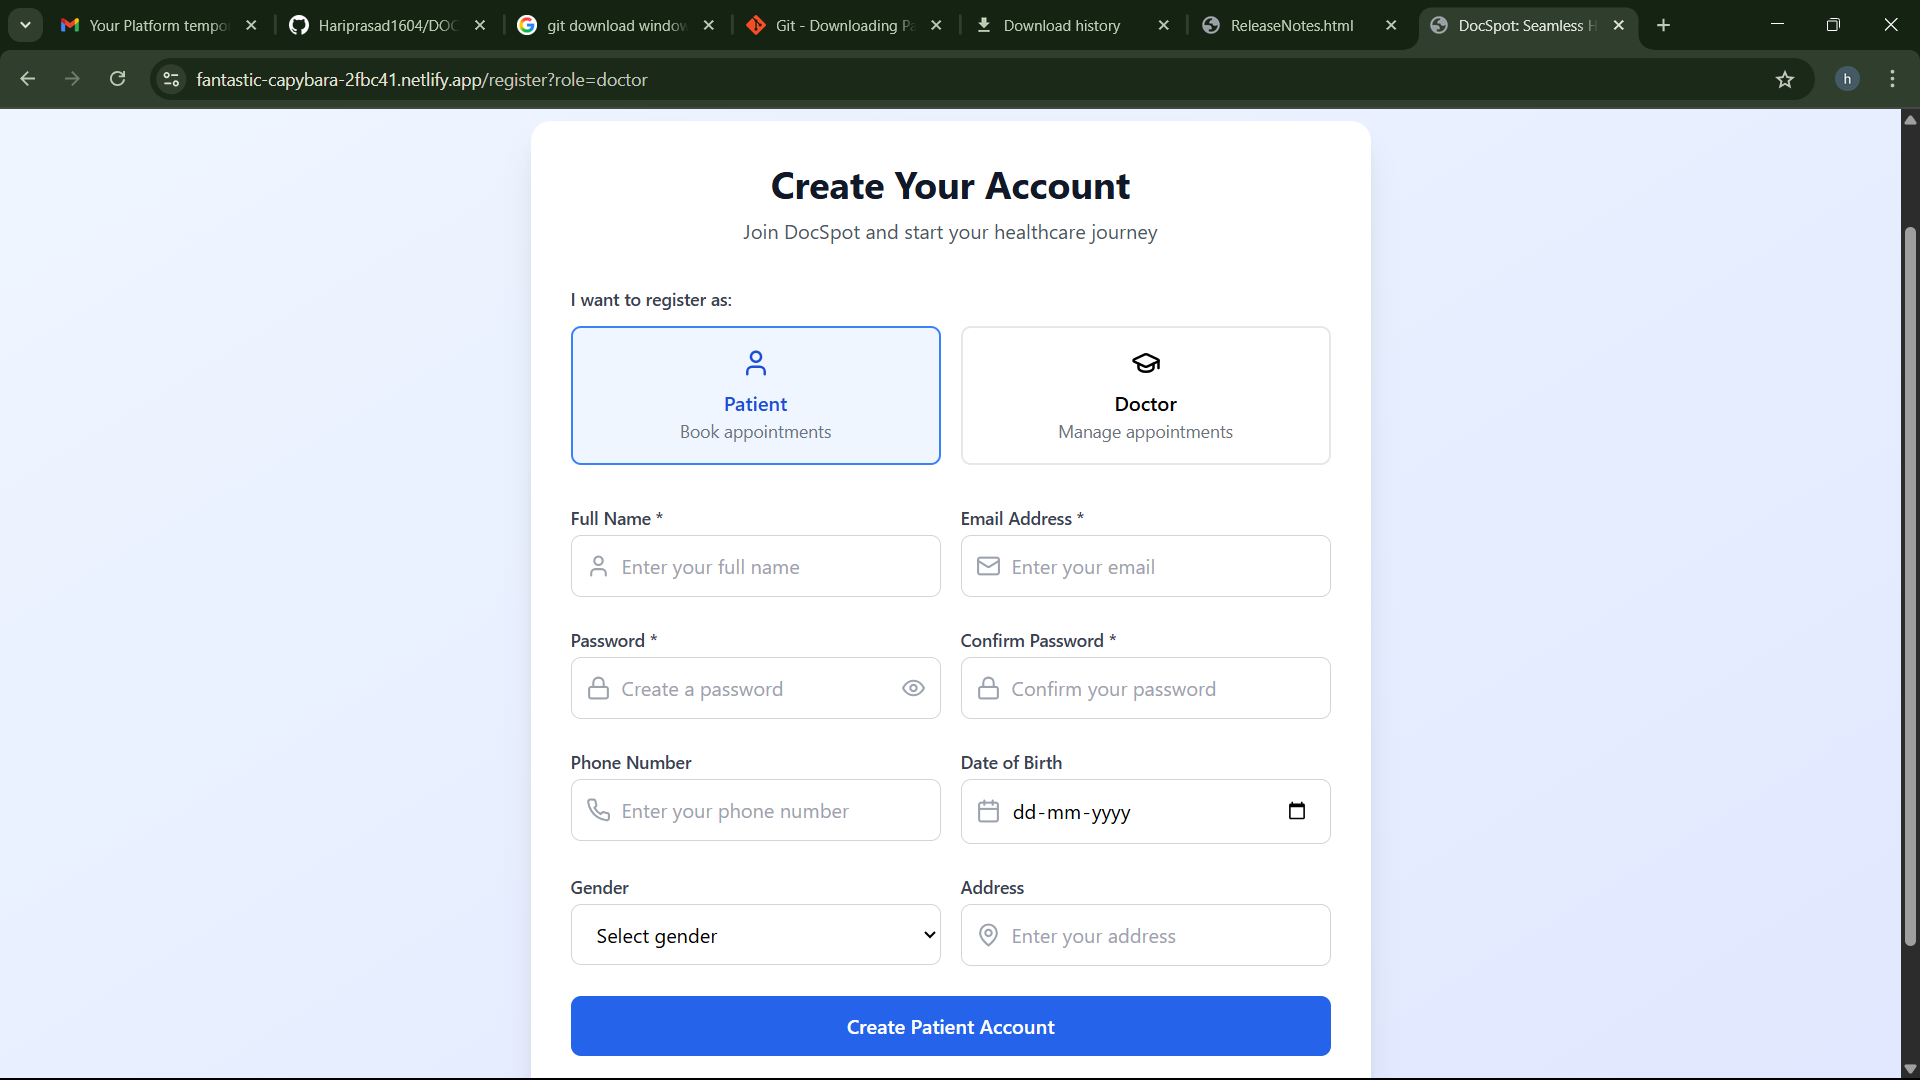 Your Platform tempo
Hariprasad1604/DOC
git download window
Git - Downloading Pa
Download history
ReleaseNotes.html
DocSpot: Seamless H
fantastic-capybara-2fbc41.netlify.app/register?role=doctor
h
Create Your Account
Join DocSpot and start your healthcare journey
I want to register as:
Patient
Book appointments
Doctor
Manage appointments
Full Name *
Email Address *
Enter your full name
Enter your email
Password *
Confirm Password *
Create a password
Confirm your password
Phone Number
Date of Birth
Enter your phone number
dd-mm-yyyy
Gender
Address
Select gender
Enter your address
Create Patient Account